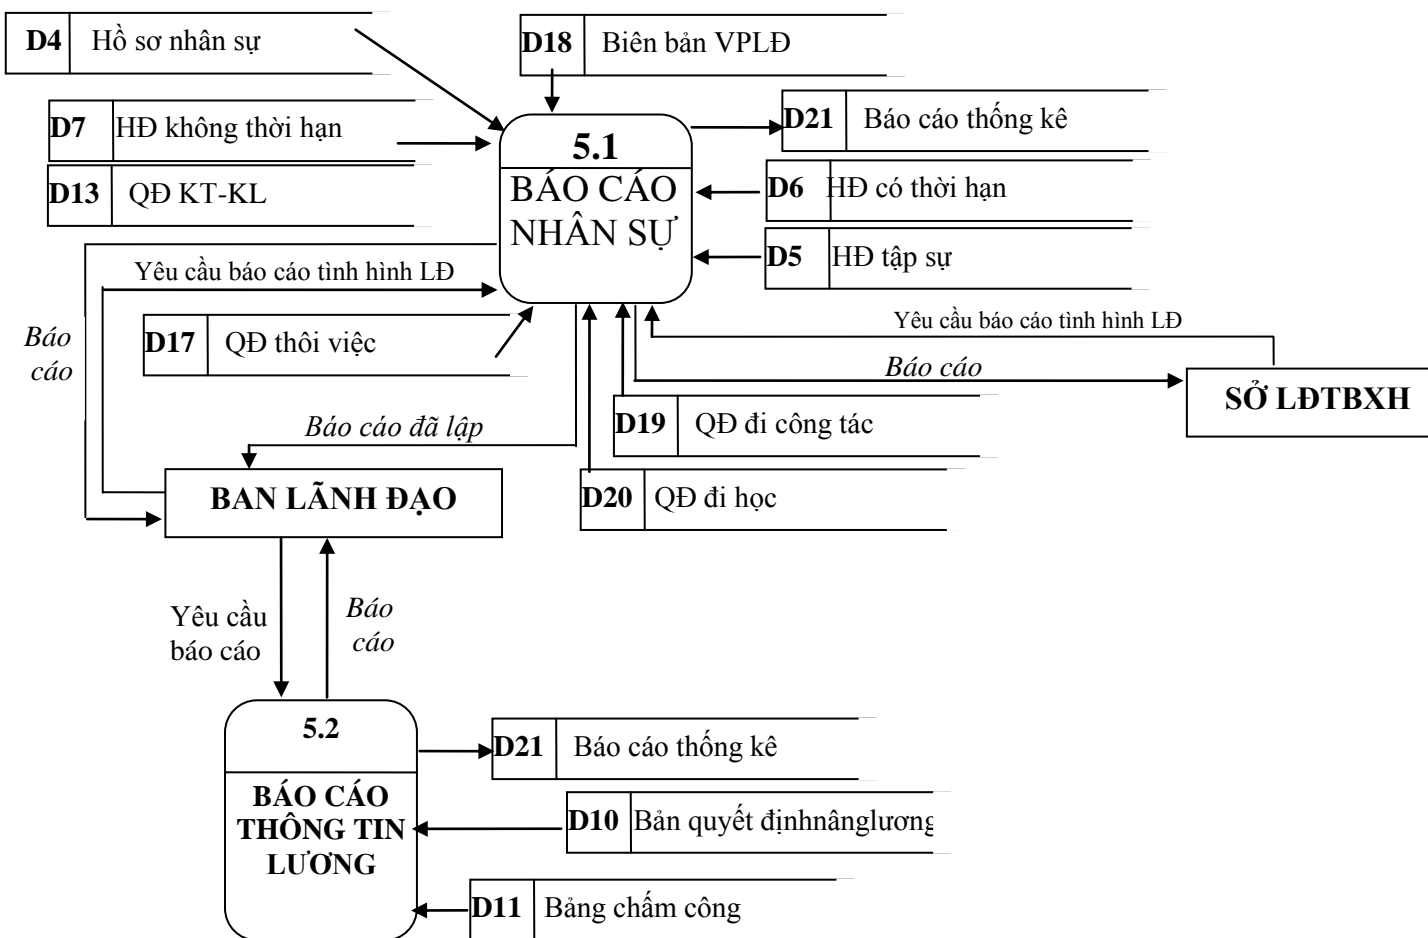 D4 Hồ sơ nhân sự
D18 Biên bản VPLĐ
D7 HĐ không thời hạn
D21 Báo cáo thống kê
5.1
BÁO CÁO
NHÂN SỰ
D13 QĐ KT-KL
D6 HĐ có thời hạn
D5 HĐ tập sự
Yêu cầu báo cáo tình hình LĐ
Báo
cáo
D17 QĐ thôi việc
Yêu cầu báo cáo tình hình LĐ
Báo cáo
SỞ LĐTBXH
D19 QĐ đi công tác
Báo cáo đã lập
BAN LÃNH ĐẠO
D20 QĐ đi học
Yêu cầu
báo cáo
Báo
cáo
5.2
BÁO CÁO
THÔNG TIN
LƯƠNG
D21 Báo cáo thống kê
D10 Bản quyết địnhnânglương
D11 Bảng chấm công